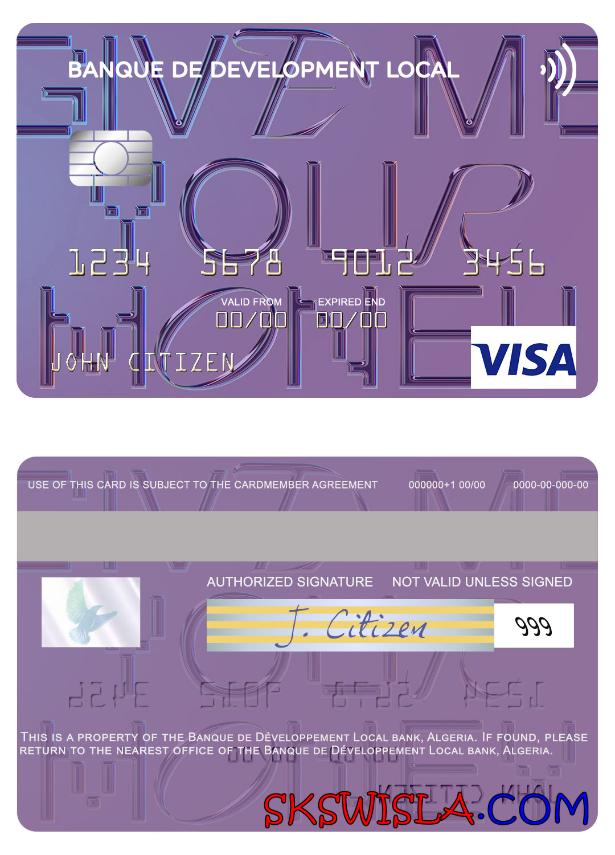 GIVE ME
BANQUE DE DEVELOPMENT LOCAL
YOUR
1234 5678 9012 3456
VALID FROM EXPIRED END
00/00 00/00
MONEY
JOHN CITIZEN
VISA
USE OF THIS CARD IS SUBJECT TO THE CARDMEMBER AGREEMENT 000000+1 00/00 0000-00-000-00
AUTHORIZED SIGNATURE NOT VALID UNLESS SIGNED
J. Citizen 999
THIS IS A PROPERTY OF THE BANQUE DE DÉVELOPPEMENT LOCAL BANK, ALGERIA. IF FOUND, PLEASE
RETURN TO THE NEAREST OFFICE OF THE BANQUE DE DÉVELOPPEMENT LOCAL BANK, ALGERIA.
SKSWISLA.COM